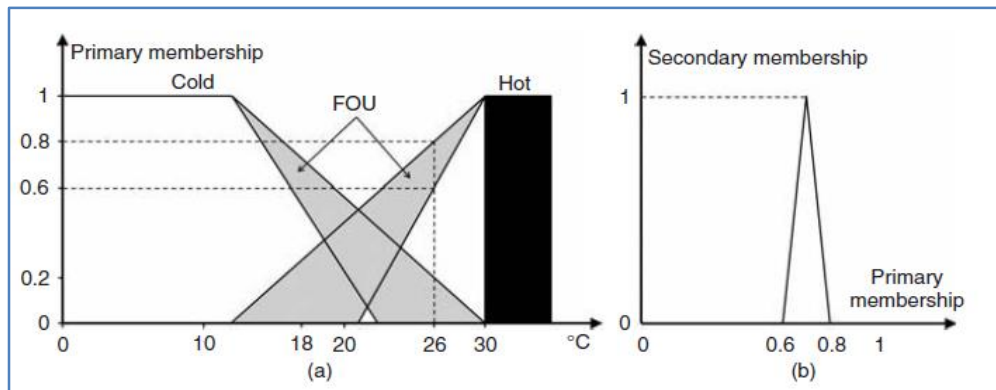 Primary membership
Cold
Hot
FOU
1
0.8
0.6
0.2
0
0
10
18
20
26
30
°C
(a)
Secondary membership
1
Primary
membership
0
0
0.6
0.8
1
(b)